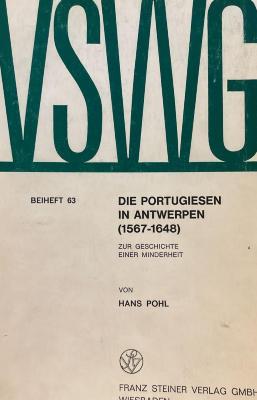 VSWG
BEIHEFT 63
DIE PORTUGIESEN
IN ANTWERPEN
(1567-1648)
ZUR GESCHICHTE
EINER MINDERHEIT
VON
HANS POHL
FRANZ STEINER VERLAG GMBH
WIESBADEN